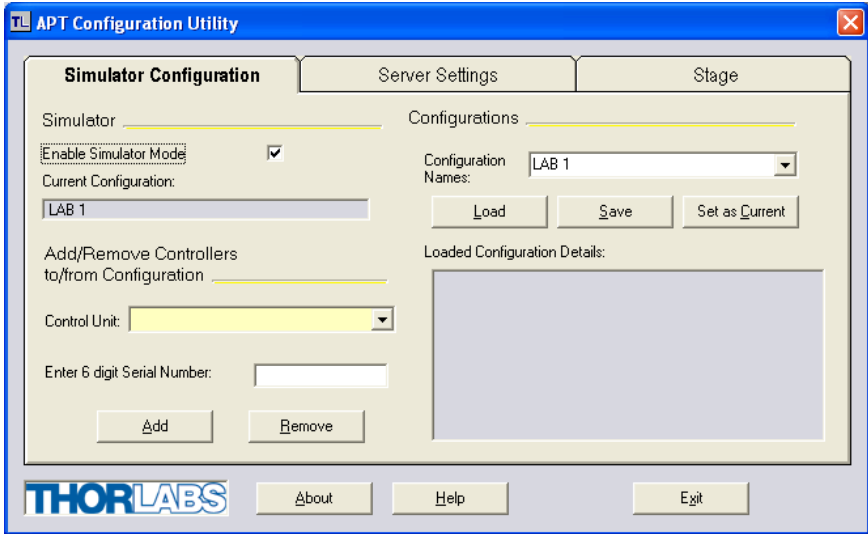 TL APT Configuration Utility
Simulator Configuration
Server Settings
Stage
Simulator
Enable Simulator Mode
Current Configuration:
LAB 1
Add/Remove Controllers
to/from Configuration
Control Unit:
Enter 6 digit Serial Number:
Add
Remove
Configurations
Configuration
Names:
LAB 1
Load
Save
Set as Current
Loaded Configuration Details:
THORLABS
About
Help
Exit